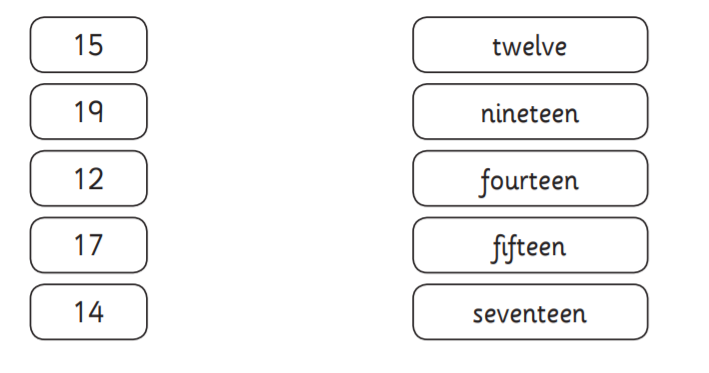 15 twelve
19 nineteen
12 fourteen
17 fifteen
14 seventeen